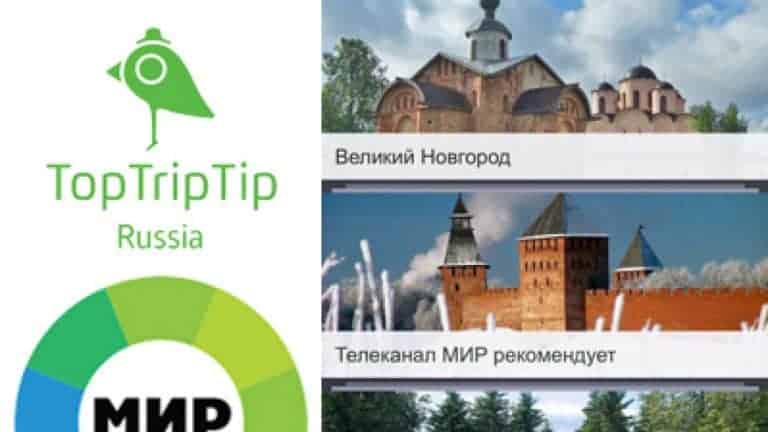 TopTripTip
Russia
МИР
Великий Новгород
Телеканал МИР рекомендует